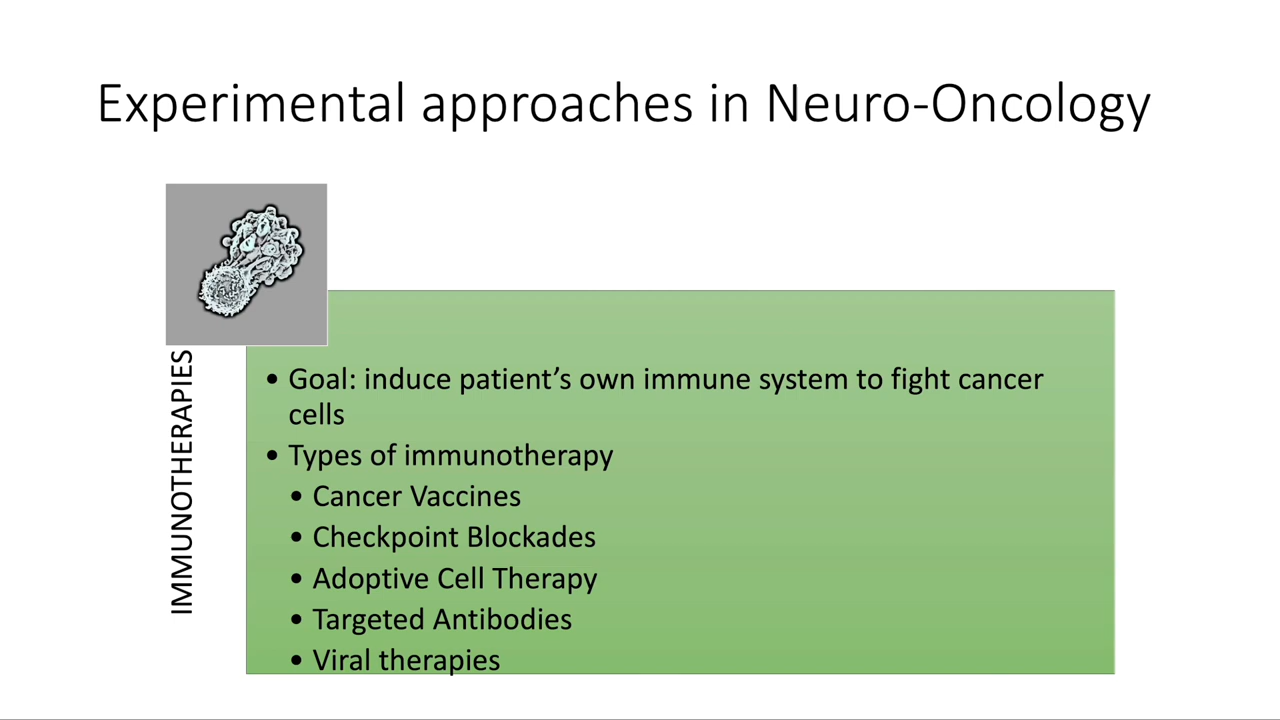 Experimental approaches in Neuro-Oncology
IMMUNOTHERAPIES
• Goal: induce patient’s own immune system to fight cancer
cells
• Types of immunotherapy
• Cancer Vaccines
• Checkpoint Blockades
• Adoptive Cell Therapy
• Targeted Antibodies
• Viral therapies